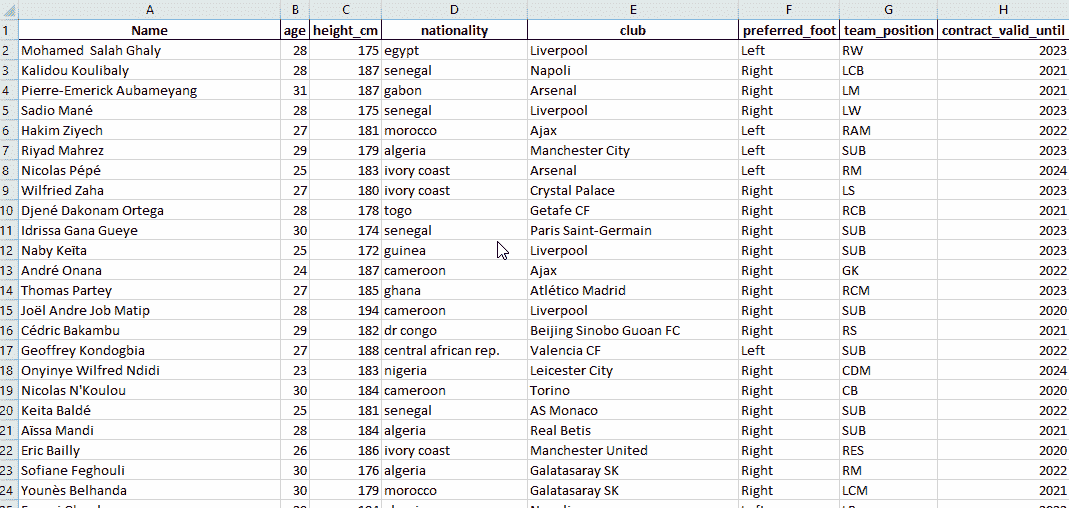 A B C D E F G H
1 Name age height_cm nationality club preferred_foot team_position contract_valid_until
2 Mohamed  Salah Ghaly 28 175 egypt Liverpool Left RW 2023
3 Kalidou Koulibaly 28 187 senegal Napoli Right LCB 2021
4 Pierre-Emerick Aubameyang 31 187 gabon Arsenal Right LM 2021
5 Sadio Mané 28 175 senegal Liverpool Right LW 2023
6 Hakim Ziyech 27 181 morocco Ajax Left RAM 2022
7 Riyad Mahrez 29 179 algeria Manchester City Left SUB 2023
8 Nicolas Pépé 25 183 ivory coast Arsenal Left RM 2024
9 Wilfried Zaha 27 180 ivory coast Crystal Palace Right LS 2023
10 Djené Dakonam Ortega 28 178 togo Getafe CF Right RCB 2021
11 Idrissa Gana Gueye 30 174 senegal Paris Saint-Germain Right SUB 2023
12 Naby Keïta 25 172 guinea Liverpool Right SUB 2023
13 André Onana 24 187 cameroon Ajax Right GK 2022
14 Thomas Partey 27 185 ghana Atlético Madrid Right RCM 2023
15 Joël Andre Job Matip 28 194 cameroon Liverpool Right SUB 2020
16 Cédric Bakambu 29 182 dr congo Beijing Sinobo Guoan FC Right RS 2021
17 Geoffrey Kondogbia 27 188 central african rep. Valencia CF Left SUB 2022
18 Onyinye Wilfred Ndidi 23 183 nigeria Leicester City Right CDM 2024
19 Nicolas N'Koulou 30 184 cameroon Torino Right CB 2020
20 Keita Baldé 25 181 senegal AS Monaco Right SUB 2022
21 Aïssa Mandi 28 184 algeria Real Betis Right SUB 2021
22 Eric Bailly 26 186 ivory coast Manchester United Right RES 2020
23 Sofiane Feghouli 30 176 algeria Galatasaray SK Right RM 2022
24 Younès Belhanda 30 179 morocco Galatasaray SK Right LCM 2021